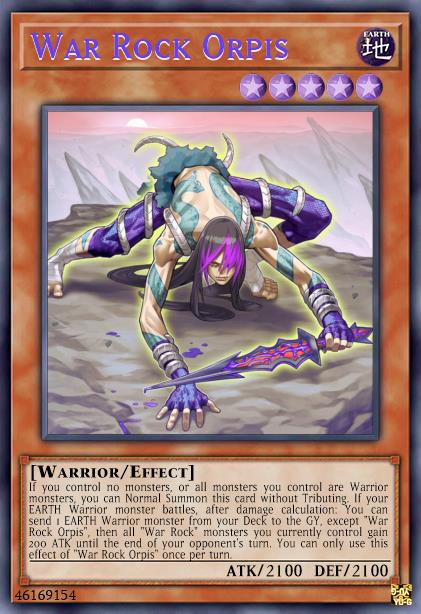 WAR ROCK ORPIS
EARTH
地
[WARRIOR/EFFECT]
If you control no monsters, or all monsters you control are Warrior
monsters, you can Normal Summon this card without Tributing. If your
EARTH Warrior monster battles, after damage calculation: You can
send 1 EARTH Warrior monster from your Deck to the GY, except "War
Rock Orpis", then all "War Rock" monsters you currently control gain
200 ATK until the end of your opponent's turn. You can only use this
effect of "War Rock Orpis" once per turn.
ATK/2100 DEF/2100
46169154